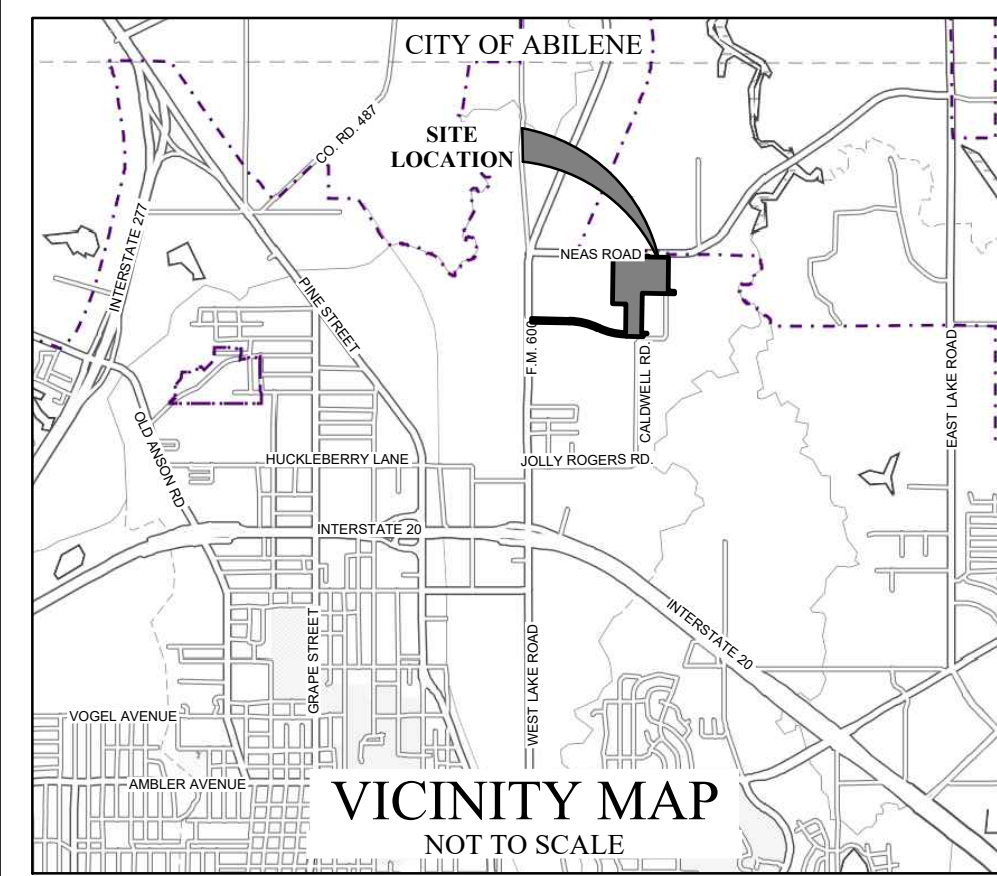 CITY OF ABILENE
CO. RD. 487
SITE
LOCATION
INTERSTATE 277
NEAS ROAD
PINE STREET
F.M. 600
CALDWELL RD.
EAST LAKE ROAD
OLD ANSON RD
HUCKLEBERRY LANE
JOLLY ROGERS RD.
INTERSTATE 20
INTERSTATE 20
GRAPE STREET
WEST LAKE ROAD
VOGEL AVENUE
AMBLER AVENUE
VICINITY MAP
NOT TO SCALE